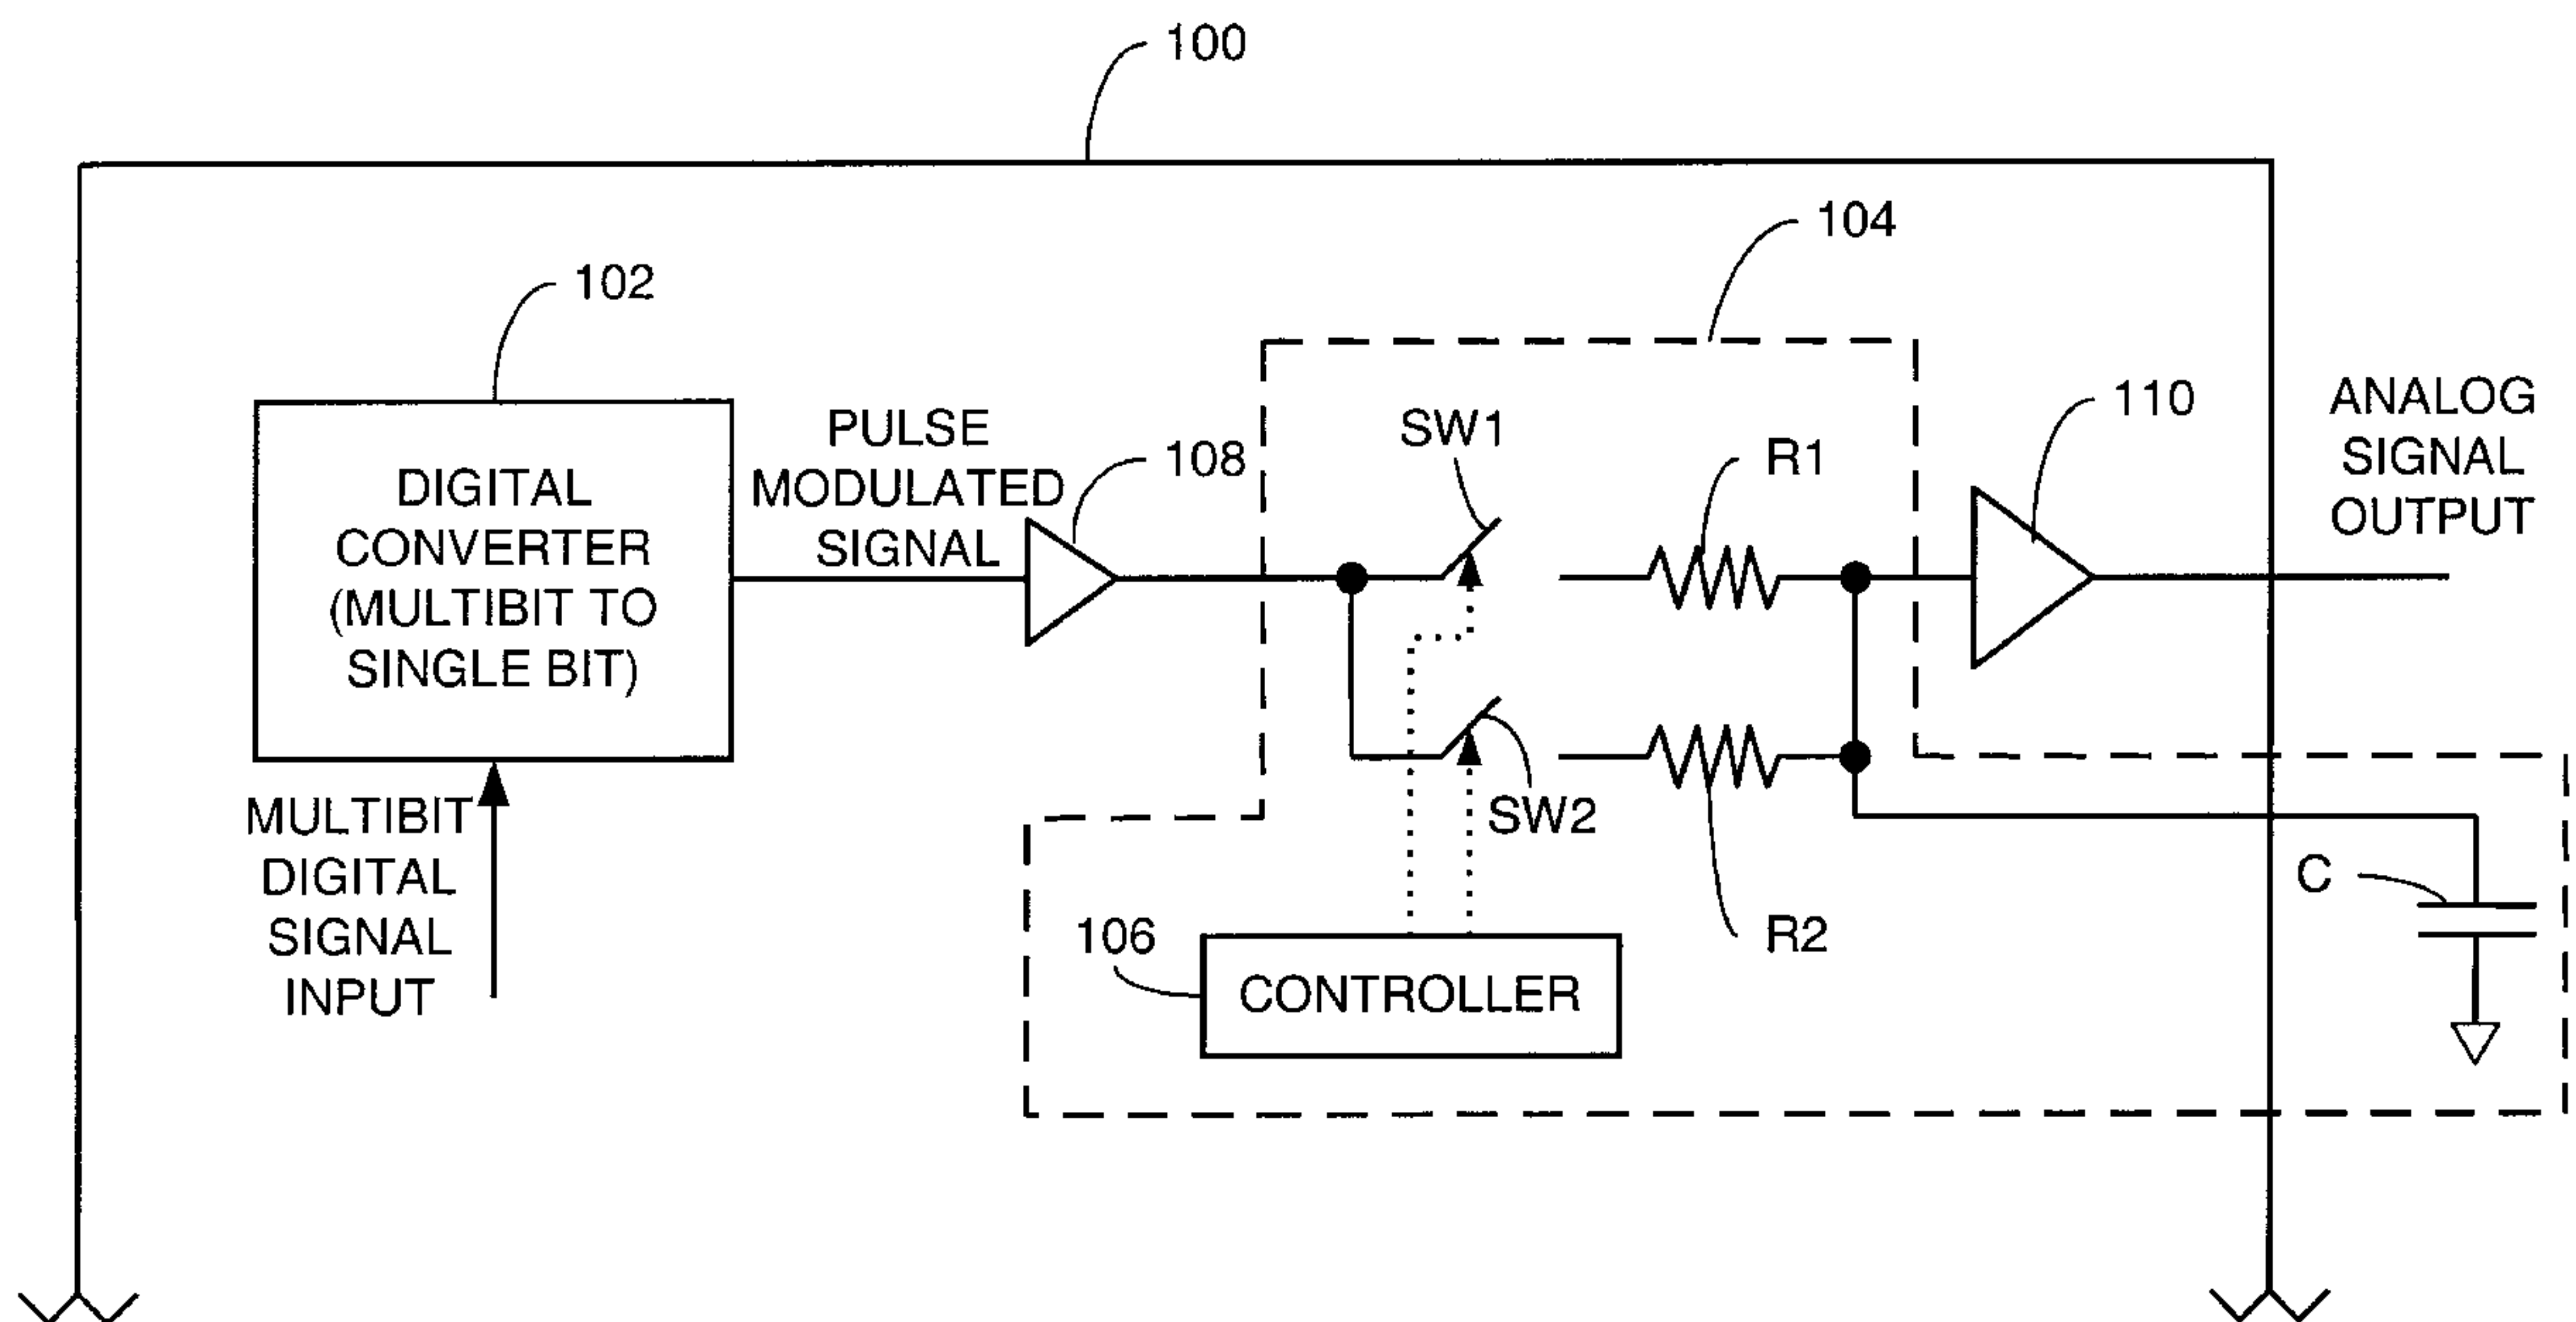 100
104
102
PULSE
MODULATED
SIGNAL
108
SW1
R1
110
ANALOG
SIGNAL
OUTPUT
DIGITAL
CONVERTER
(MULTIBIT TO
SINGLE BIT)
MULTIBIT
DIGITAL
SIGNAL
INPUT
SW2
R2
C
106
CONTROLLER